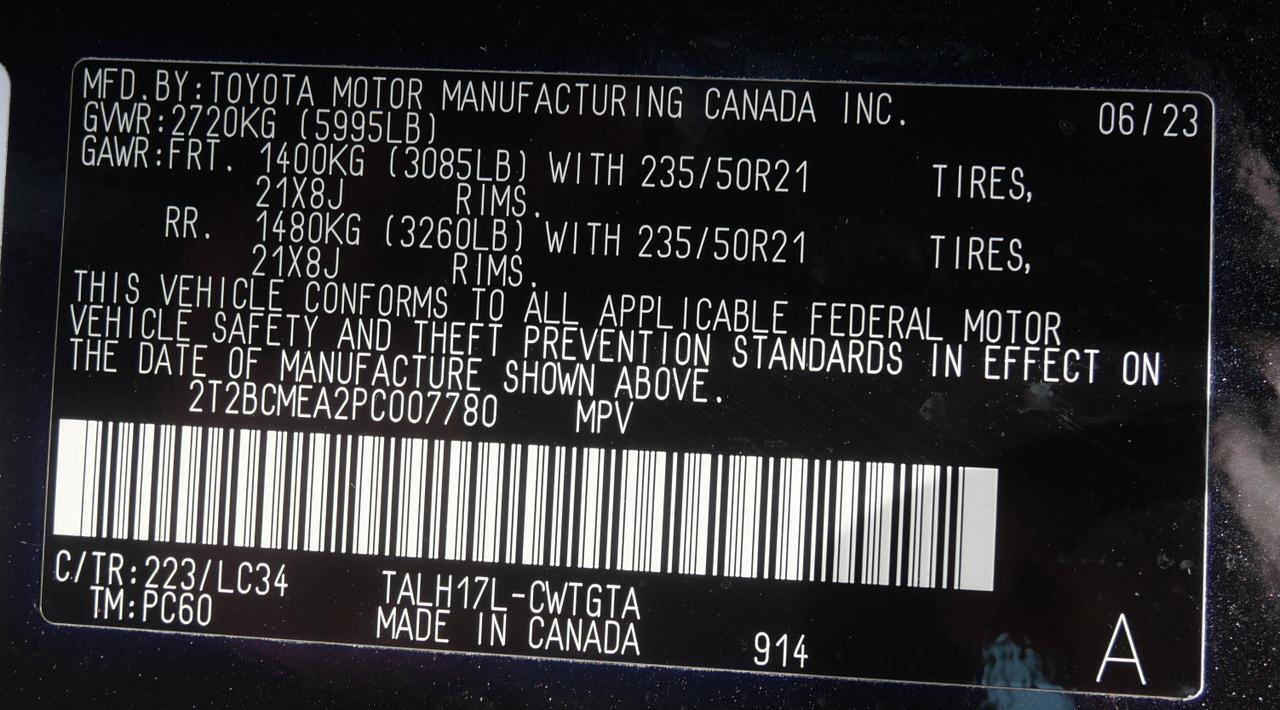 MFD.BY:TOYOTA MOTOR MANUFACTURING CANADA INC. 06/23
GVWR:2720KG (5995LB)
GAWR:FRT. 1400KG (3085LB) WITH 235/50R21 TIRES,
21X8J RIMS.
RR. 1480KG (3260LB) WITH 235/50R21 TIRES,
21X8J RIMS.
THIS VEHICLE CONFORMS TO ALL APPLICABLE FEDERAL MOTOR
VEHICLE SAFETY AND THEFT PREVENTION STANDARDS IN EFFECT ON
THE DATE OF MANUFACTURE SHOWN ABOVE.
2T2BCMEA2PC007780 MPV
C/TR:223/LC34 TALH17L-CWTGTA
TM:PC60 MADE IN CANADA 914 A